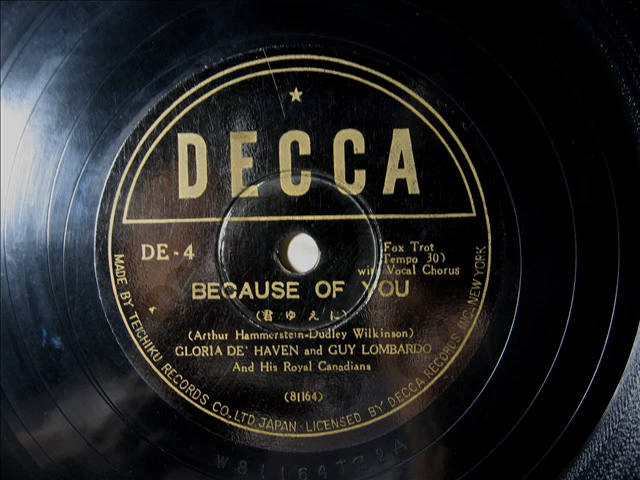 DECCA
DE-4
Fox Trot
Tempo 30)
with Vocal Chorus
BECAUSE OF YOU
(君ゆえに)
(Arthur Hammerstein-Dudley Wilkinson)
GLORIA DE' HAVEN and GUY LOMBARDO
And His Royal Canadians
(81164)
MADE BY TEICHIKU RECORDS CO., LTD. JAPAN · LICENSED BY DECCA RECORDS INC. NEW YORK